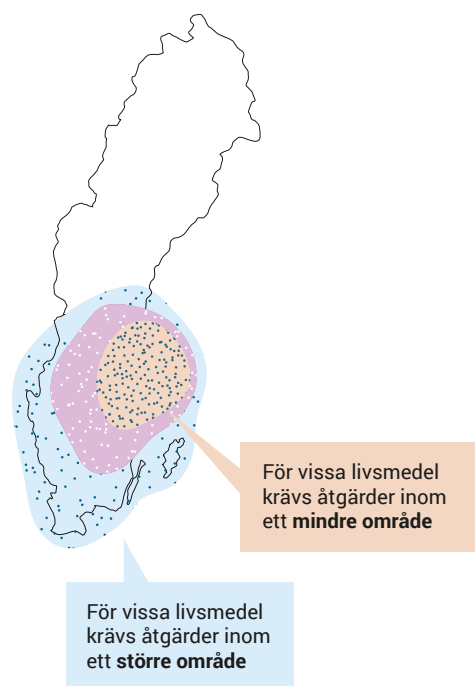 För vissa livsmedel
krävs åtgärder inom
ett mindre område
För vissa livsmedel
krävs åtgärder inom
ett större område